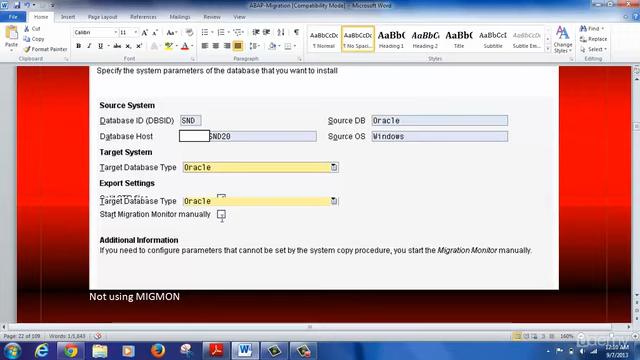 ABAP-Migration [Compatibility Mode] - Microsoft Word
File Home Insert Page Layout References Mailings Review View
Cut
Copy
Paste
Format Painter
Clipboard
Calibri 11
Font
Paragraph
AaBbCcDc AaBbCcDc AaBbC AaBbCc AaB AaBbCc.
¶ Normal ¶ No Spaci... Heading 1 Heading 2 Title Subtitle
Change Styles
Styles
Find
Replace
Select
Editing
Specify the system parameters of the database that you want to install
Source System
Database ID (DBSID) SND Source DB Oracle
Database Host SND20 Source OS Windows
Target System
Target Database Type Oracle
Export Settings
Target Database Type Oracle
Start Migration Monitor manually
Additional Information
If you need to configure parameters that cannot be set by the system copy procedure, you start the Migration Monitor manually.
Not using MIGMON
Page: 22 of 109 Words: 1/5,843 160%
12:10 AM
9/7/2013
Udemy